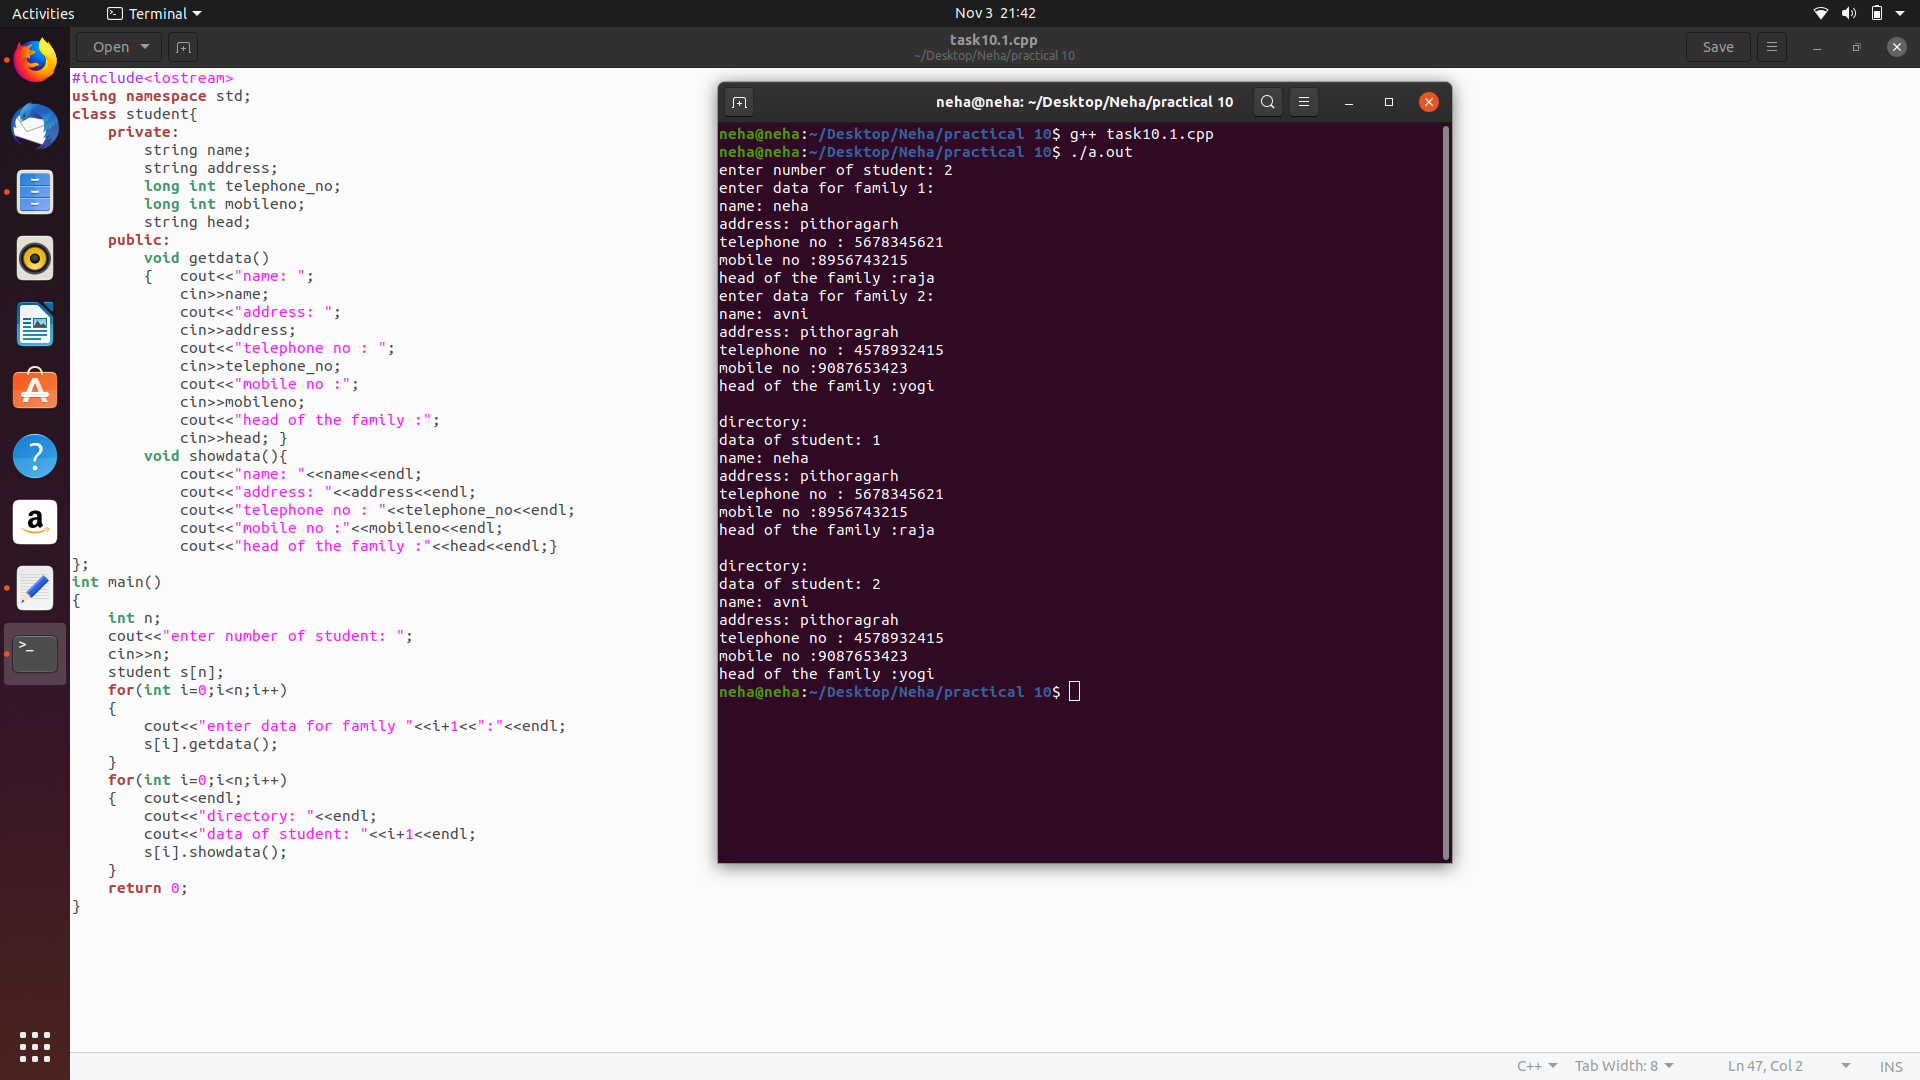 Activities
Terminal
Nov 3 21:42
Open
task10.1.cpp
~/Desktop/Neha/practical 10
Save
#include<iostream>
using namespace std;
class student{
    private:
        string name;
        string address;
        long int telephone_no;
        long int mobileno;
        string head;
    public:
        void getdata()
        {   cout<<"name: ";
            cin>>name;
            cout<<"address: ";
            cin>>address;
            cout<<"telephone no : ";
            cin>>telephone_no;
            cout<<"mobile no :";
            cin>>mobileno;
            cout<<"head of the family :";
            cin>>head; }
        void showdata(){
            cout<<"name: "<<name<<endl;
            cout<<"address: "<<address<<endl;
            cout<<"telephone no : "<<telephone_no<<endl;
            cout<<"mobile no :"<<mobileno<<endl;
            cout<<"head of the family :"<<head<<endl;}
};
int main()
{
    int n;
    cout<<"enter number of student: ";
    cin>>n;
    student s[n];
    for(int i=0;i<n;i++)
    {
        cout<<"enter data for family "<<i+1<<":"<<endl;
        s[i].getdata();
    }
    for(int i=0;i<n;i++)
    {   cout<<endl;
        cout<<"directory: "<<endl;
        cout<<"data of student: "<<i+1<<endl;
        s[i].showdata();
    }
    return 0;
}
neha@neha: ~/Desktop/Neha/practical 10
neha@neha:~/Desktop/Neha/practical 10$ g++ task10.1.cpp
neha@neha:~/Desktop/Neha/practical 10$ ./a.out
enter number of student: 2
enter data for family 1:
name: neha
address: pithoragarh
telephone no : 5678345621
mobile no :8956743215
head of the family :raja
enter data for family 2:
name: avni
address: pithoragrah
telephone no : 4578932415
mobile no :9087653423
head of the family :yogi

directory:
data of student: 1
name: neha
address: pithoragarh
telephone no : 5678345621
mobile no :8956743215
head of the family :raja

directory:
data of student: 2
name: avni
address: pithoragrah
telephone no : 4578932415
mobile no :9087653423
head of the family :yogi
neha@neha:~/Desktop/Neha/practical 10$
C++
Tab Width: 8
Ln 47, Col 2
INS